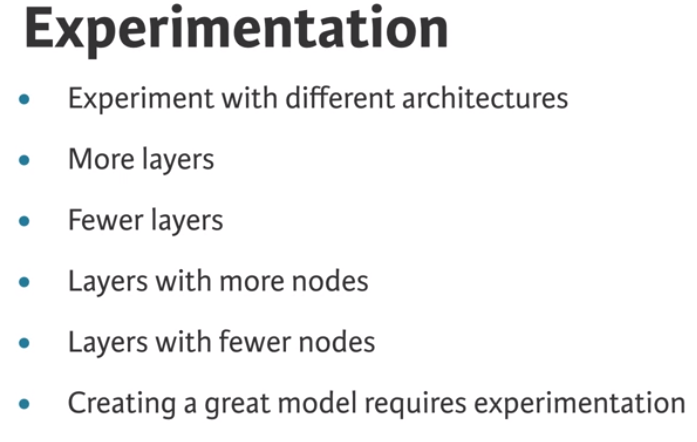 Experimentation
• Experiment with different architectures
• More layers
• Fewer layers
• Layers with more nodes
• Layers with fewer nodes
• Creating a great model requires experimentation